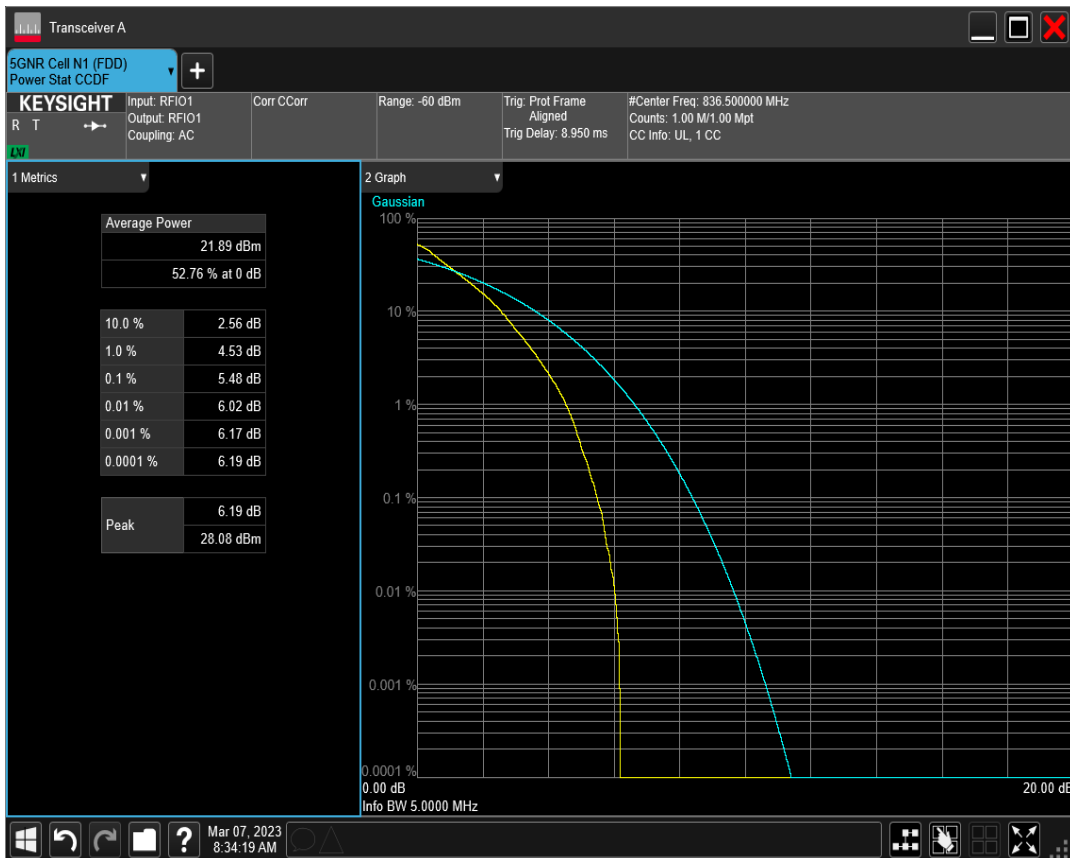 Transceiver A
5GNR Cell N1 (FDD)
Power Stat CCDF
+
KEYSIGHT
R T
LXI
Input: RFIO1
Output: RFIO1
Coupling: AC
Corr CCorr
Range: -60 dBm
Trig: Prot Frame
Aligned
Trig Delay: 8.950 ms
#Center Freq: 836.500000 MHz
Counts: 1.00 M/1.00 Mpt
CC Info: UL, 1 CC
1 Metrics
Average Power
21.89 dBm
52.76 % at 0 dB
10.0 % 2.56 dB
1.0 % 4.53 dB
0.1 % 5.48 dB
0.01 % 6.02 dB
0.001 % 6.17 dB
0.0001 % 6.19 dB
Peak
6.19 dB
28.08 dBm
2 Graph
Gaussian
100 %
10 %
1 %
0.1 %
0.01 %
0.001 %
0.0001 %
0.00 dB 20.00 dB
Info BW 5.0000 MHz
?
Mar 07, 2023
8:34:19 AM